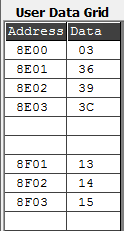 User Data Grid
Address Data
8E00 03
8E01 36
8E02 39
8E03 3C
8F01 13
8F02 14
8F03 15